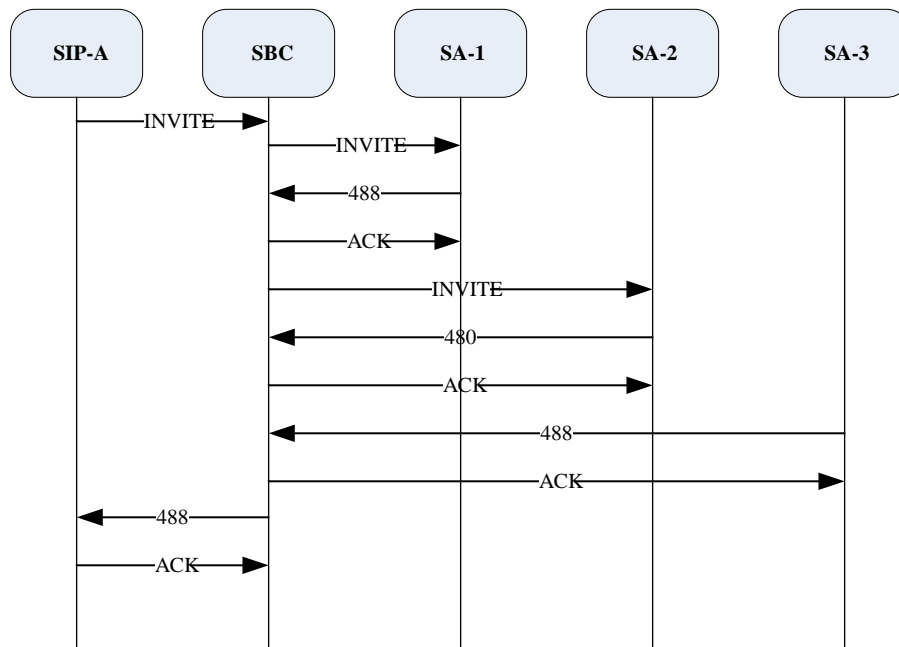 SIP-A
SBC
SA-1
SA-2
SA-3
INVITE
INVITE
488
ACK
INVITE
480
ACK
488
ACK
488
ACK